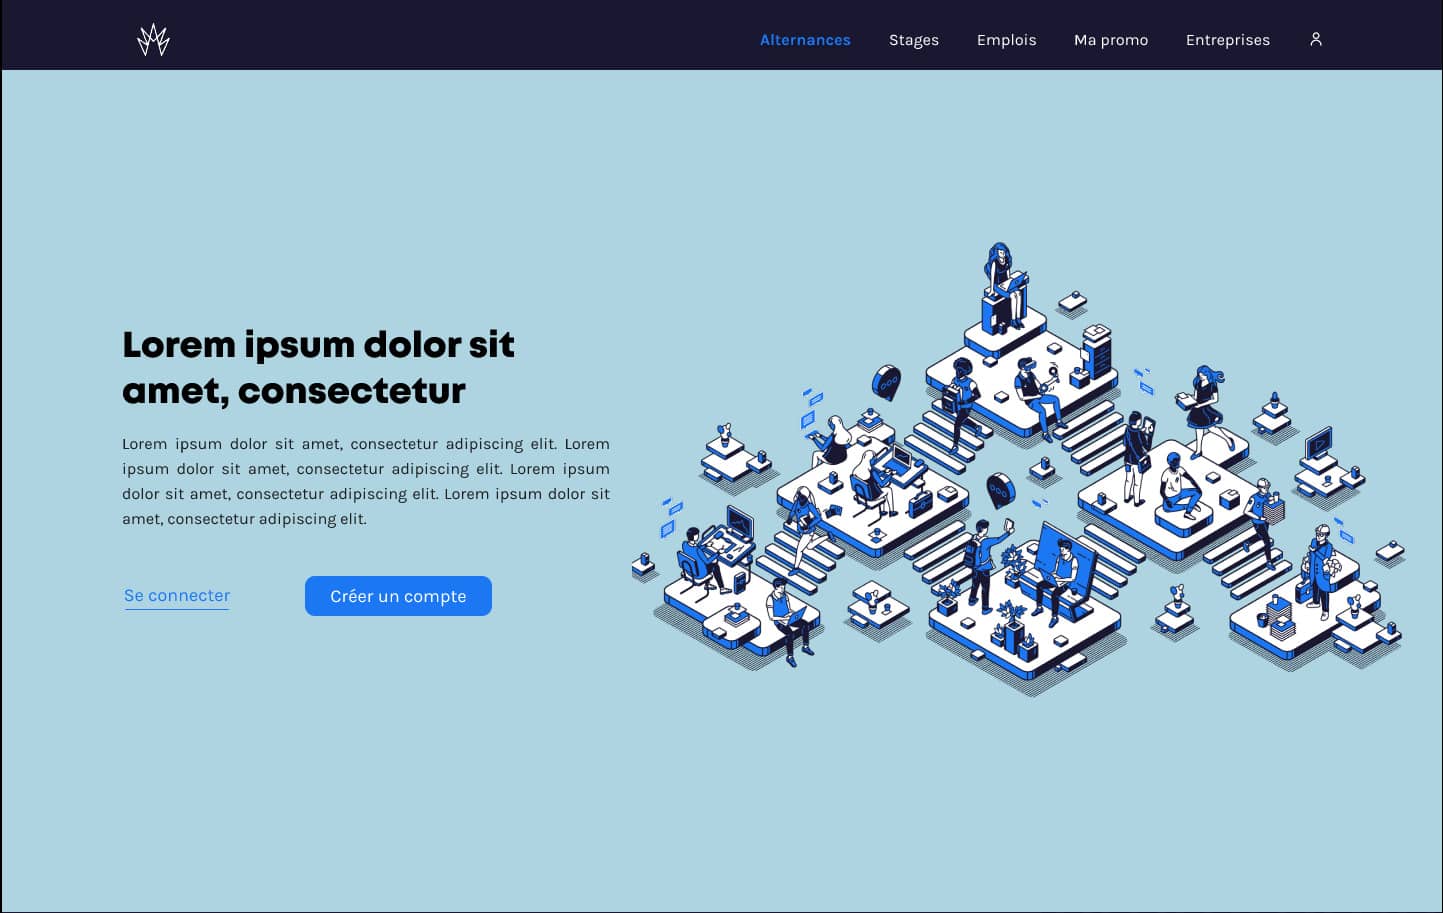 Alternances Stages Emplois Ma promo Entreprises
Lorem ipsum dolor sit
amet, consectetur
Lorem ipsum dolor sit amet, consectetur adipiscing elit. Lorem
ipsum dolor sit amet, consectetur adipiscing elit. Lorem ipsum
dolor sit amet, consectetur adipiscing elit. Lorem ipsum dolor sit
amet, consectetur adipiscing elit.
Se connecter Créer un compte